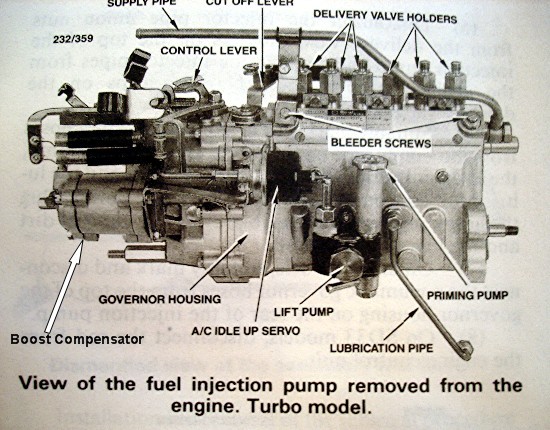 SUPPLY PIPE
CUT OFF LEVER
DELIVERY VALVE HOLDERS
232/359
CONTROL LEVER
BLEEDER SCREWS
GOVERNOR HOUSING
LIFT PUMP
PRIMING PUMP
A/C IDLE UP SERVO
Boost Compensator
LUBRICATION PIPE
View of the fuel injection pump removed from the
engine. Turbo model.